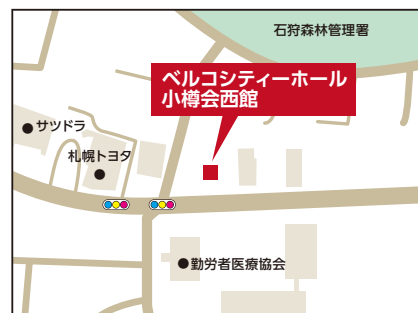 石狩森林管理署
ベルコシティーホール
小樽会西館
サツドラ
札幌トヨタ
勤労者医療協会